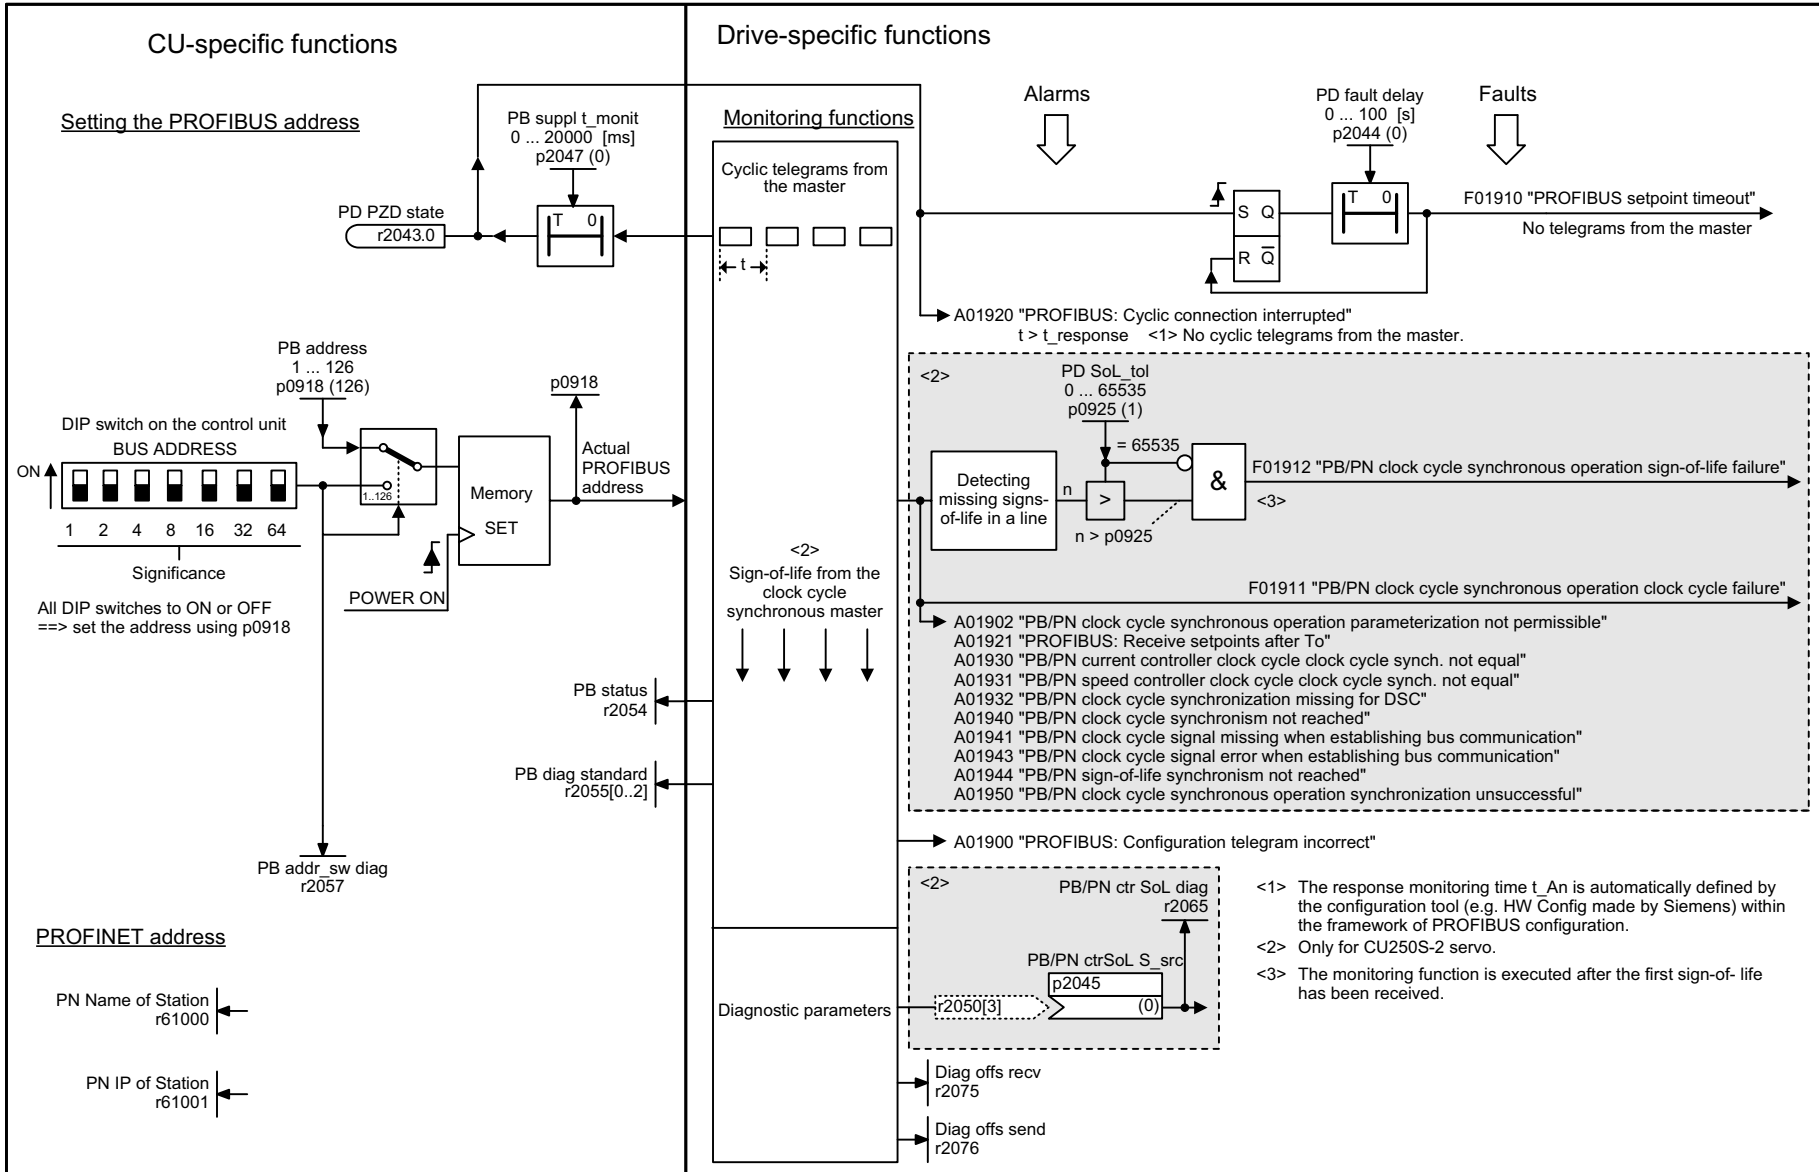 CU-specific functions
Drive-specific functions
Setting the PROFIBUS address
PB suppl t_monit
0 ... 20000 [ms]
p2047 (0)
T 0
PD PZD state
r2043.0
Monitoring functions
Cyclic telegrams from
the master
t
Alarms
PD fault delay
0 ... 100 [s]
p2044 (0)
Faults
S Q
R Q̅
T 0
F01910 "PROFIBUS setpoint timeout"
No telegrams from the master
A01920 "PROFIBUS: Cyclic connection interrupted"
t > t_response <1> No cyclic telegrams from the master.
PB address
1 ... 126
p0918 (126)
DIP switch on the control unit
BUS ADDRESS
ON
1 2 4 8 16 32 64
Significance
All DIP switches to ON or OFF
==> set the address using p0918
1..126
Memory
SET
POWER ON
p0918
Actual
PROFIBUS
address
<2>
Sign-of-life from the
clock cycle
synchronous master
<2>
PD SoL_tol
0 ... 65535
p0925 (1)
= 65535
Detecting
missing signs-
of-life in a line
n
>
n > p0925
&
F01912 "PB/PN clock cycle synchronous operation sign-of-life failure"
<3>
F01911 "PB/PN clock cycle synchronous operation clock cycle failure"
A01902 "PB/PN clock cycle synchronous operation parameterization not permissible"
A01921 "PROFIBUS: Receive setpoints after To"
A01930 "PB/PN current controller clock cycle clock cycle synch. not equal"
A01931 "PB/PN speed controller clock cycle clock cycle synch. not equal"
A01932 "PB/PN clock cycle synchronization missing for DSC"
A01940 "PB/PN clock cycle synchronism not reached"
A01941 "PB/PN clock cycle signal missing when establishing bus communication"
A01943 "PB/PN clock cycle signal error when establishing bus communication"
A01944 "PB/PN sign-of-life synchronism not reached"
A01950 "PB/PN clock cycle synchronous operation synchronization unsuccessful"
PB status
r2054
PB diag standard
r2055[0..2]
PB addr_sw diag
r2057
A01900 "PROFIBUS: Configuration telegram incorrect"
<2>
PB/PN ctr SoL diag
r2065
PB/PN ctrSoL S_src
p2045
(0)
r2050[3]
Diagnostic parameters
Diag offs recv
r2075
Diag offs send
r2076
<1> The response monitoring time t_An is automatically defined by
the configuration tool (e.g. HW Config made by Siemens) within
the framework of PROFIBUS configuration.
<2> Only for CU250S-2 servo.
<3> The monitoring function is executed after the first sign-of- life
has been received.
PROFINET address
PN Name of Station
r61000
PN IP of Station
r61001